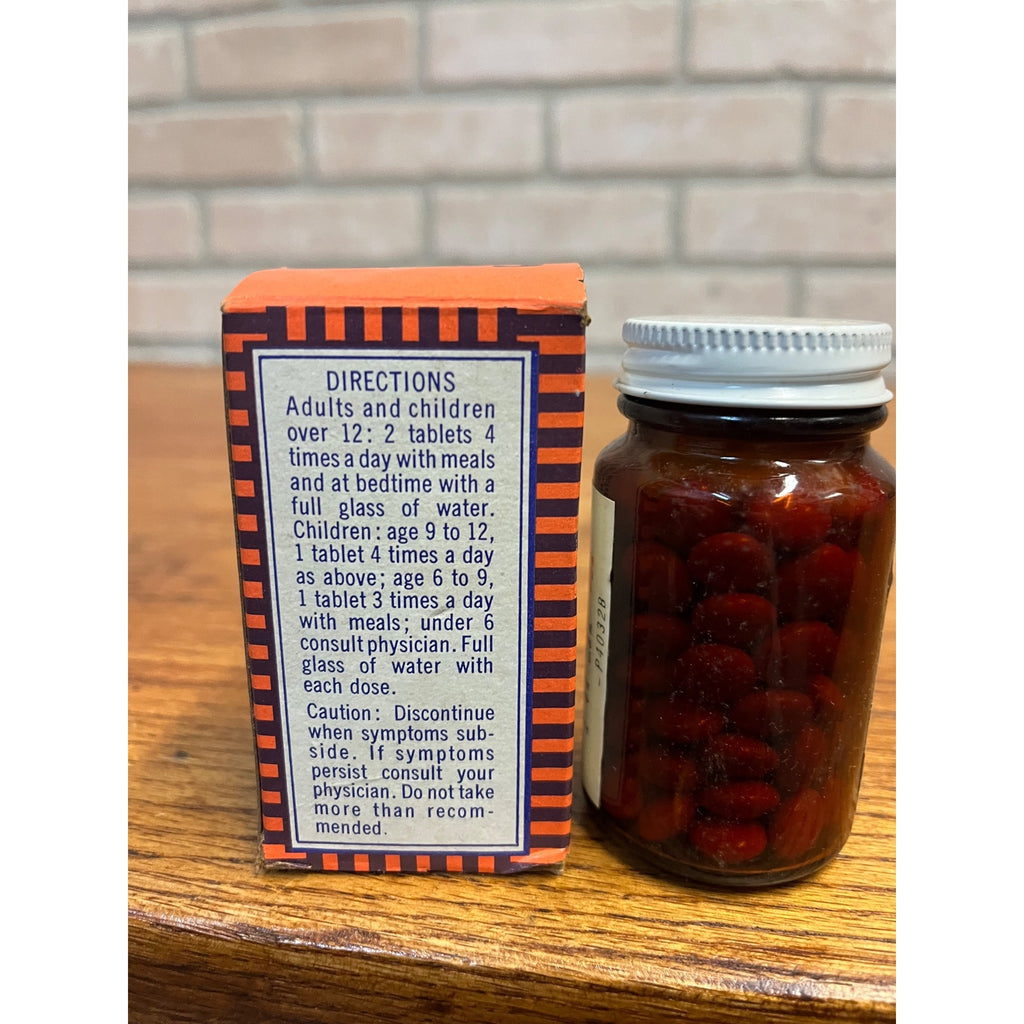 DIRECTIONS
Adults and children
over 12: 2 tablets 4
times a day with meals
and at bedtime with a
full glass of water.
Children: age 9 to 12,
1 tablet 4 times a day
as above; age 6 to 9,
1 tablet 3 times a day
with meals; under 6
consult physician. Full
glass of water with
each dose.
Caution: Discontinue
when symptoms sub-
side. If symptoms
persist consult your
physician. Do not take
more than recom-
mended.
P40328